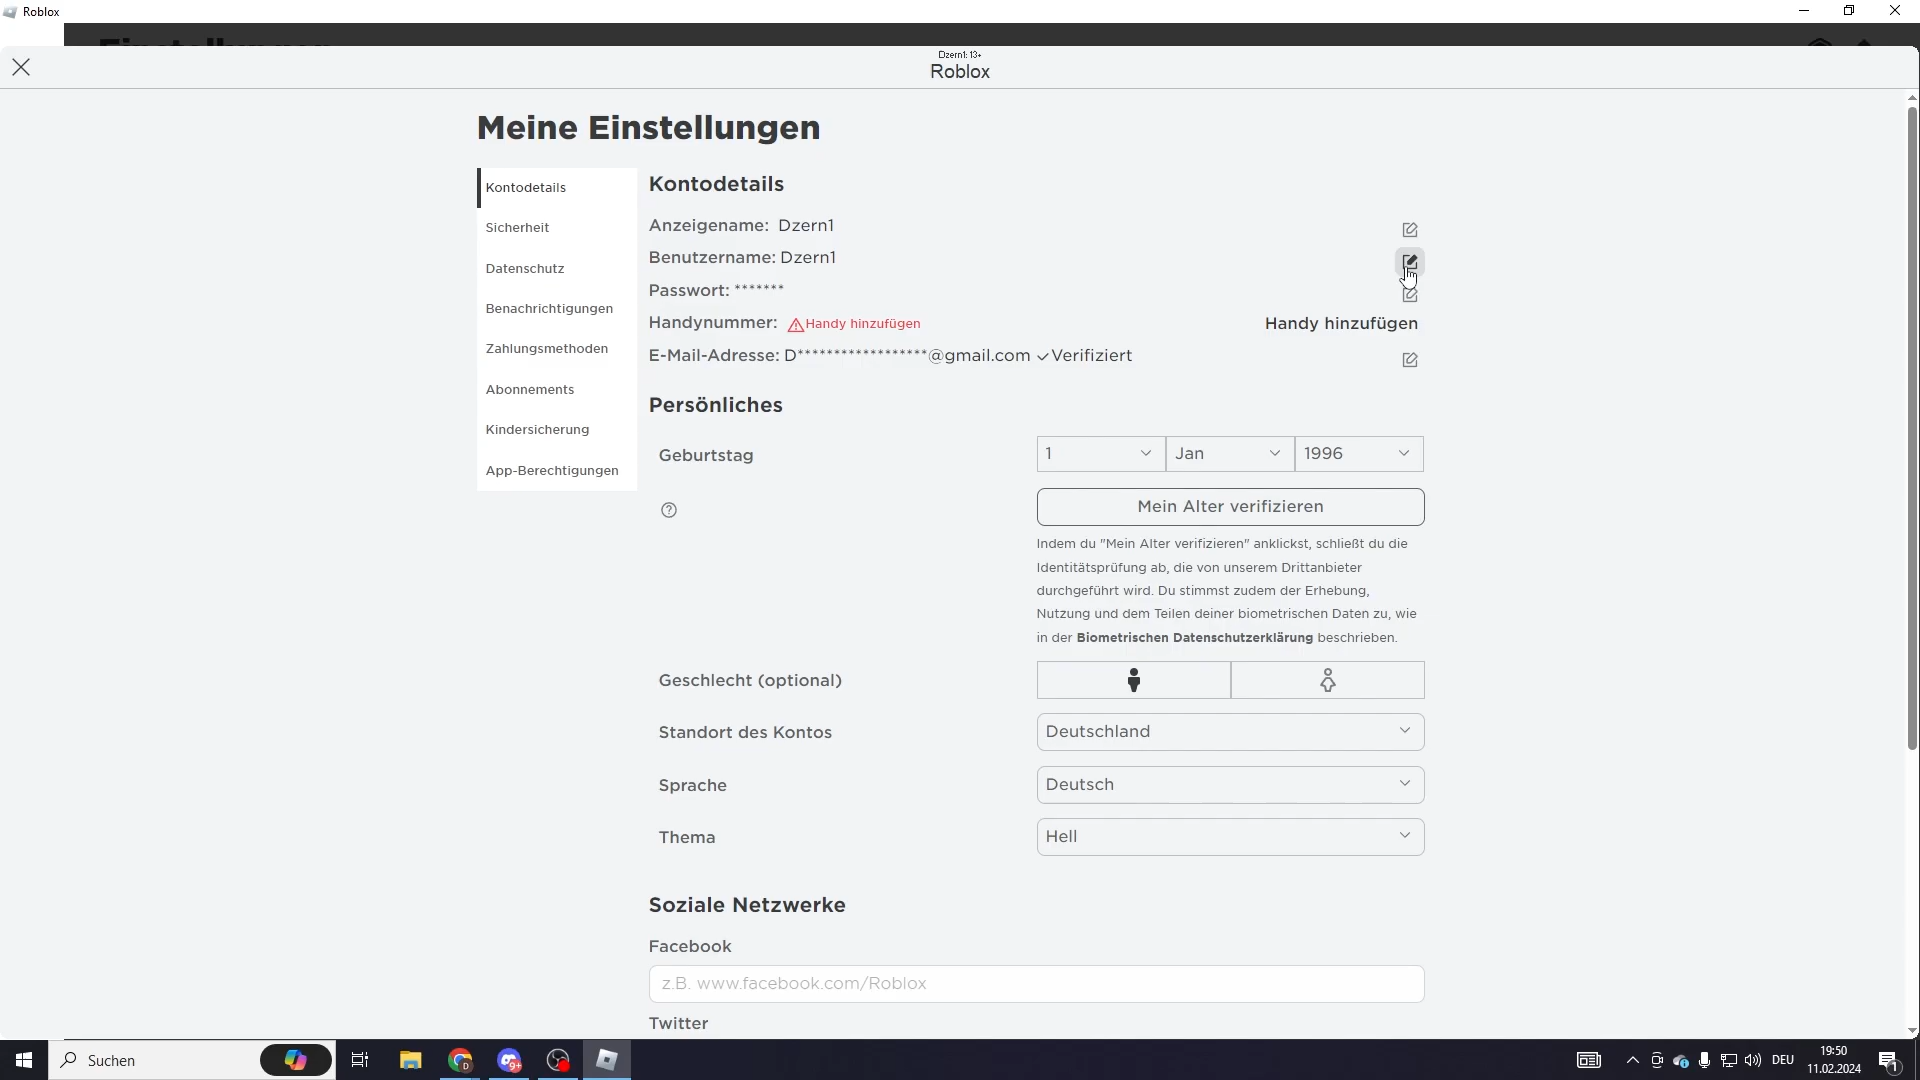 Roblox
Dzern1: 13+
Roblox
Meine Einstellungen
Kontodetails
Sicherheit
Datenschutz
Benachrichtigungen
Zahlungsmethoden
Abonnements
Kindersicherung
App-Berechtigungen
Kontodetails
Anzeigename: Dzern1
Benutzername: Dzern1
Passwort: *******
Handynummer: Handy hinzufügen Handy hinzufügen
E-Mail-Adresse: D******************@gmail.com Verifiziert
Persönliches
Geburtstag 1 Jan 1996
Mein Alter verifizieren
Indem du "Mein Alter verifizieren" anklickst, schließt du die
Identitätsprüfung ab, die von unserem Drittanbieter
durchgeführt wird. Du stimmst zudem der Erhebung,
Nutzung und dem Teilen deiner biometrischen Daten zu, wie
in der Biometrischen Datenschutzerklärung beschrieben.
Geschlecht (optional)
Standort des Kontos Deutschland
Sprache Deutsch
Thema Hell
Soziale Netzwerke
Facebook
z.B. www.facebook.com/Roblox
Twitter
Suchen
D
9+
DEU
19:50
11.02.2024
1